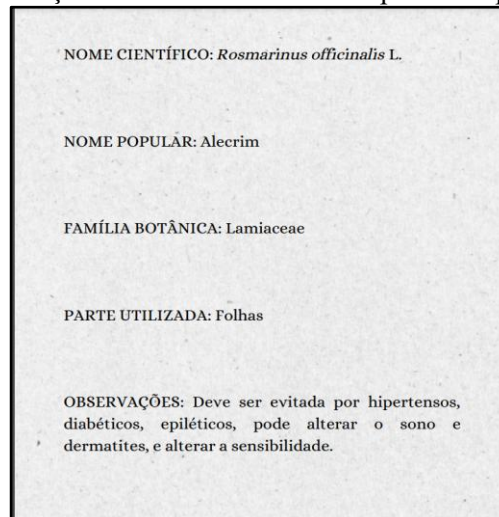 NOME CIENTÍFICO: Rosmarinus officinalis L.
NOME POPULAR: Alecrim
FAMÍLIA BOTÂNICA: Lamiaceae
PARTE UTILIZADA: Folhas
OBSERVAÇÕES: Deve ser evitada por hipertensos,
diabéticos, epiléticos, pode alterar o sono e
dermatites, e alterar a sensibilidade.